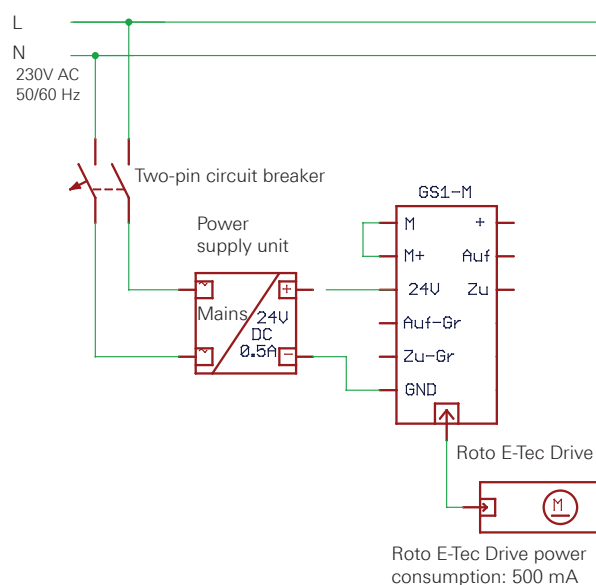 L
N
230V AC
50/60 Hz
Two-pin circuit breaker
GS1-M
Power
supply unit
M
+
M+
Auf
24V
Zu
Mains
+
24V
DC
0.5A
−
Auf-Gr
Zu-Gr
GND
~
~
Roto E-Tec Drive
M
Roto E-Tec Drive power
consumption: 500 mA